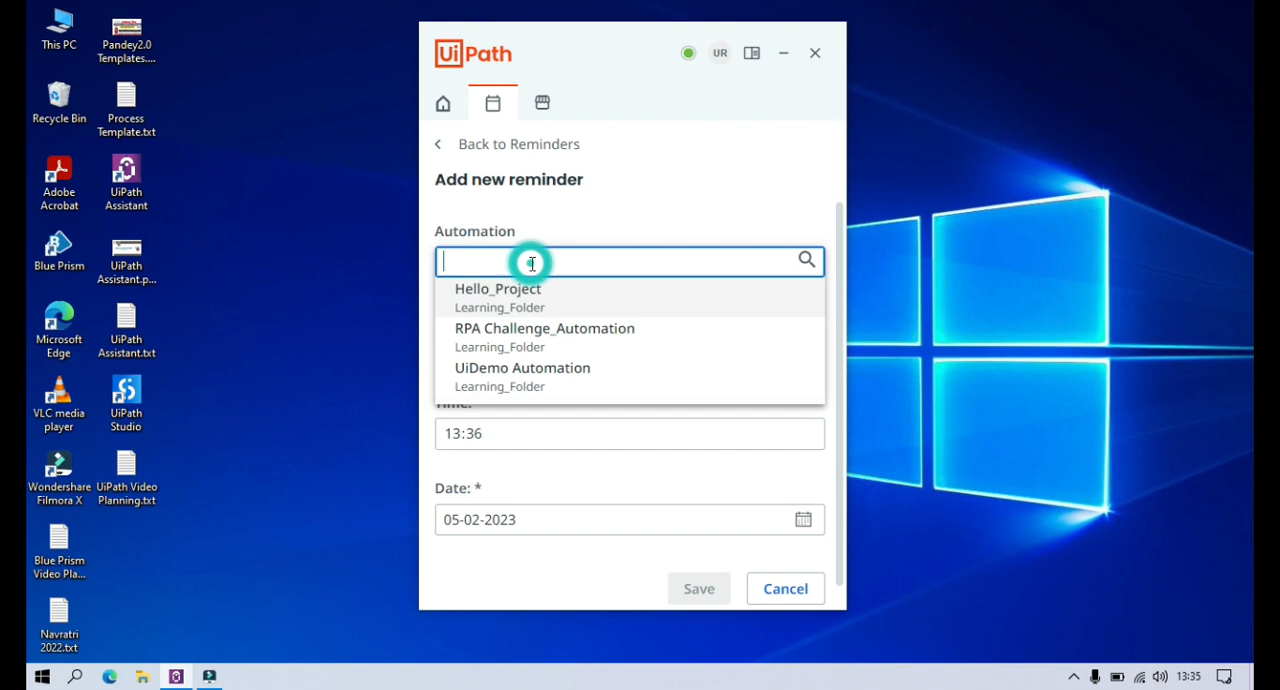 This PC
Pandey2.0
Templates....
Recycle Bin
Process
Template.txt
Adobe
Acrobat
UiPath
Assistant
Blue Prism
UiPath
Assistant.p...
Microsoft
Edge
UiPath
Assistant.txt
VLC media
player
UiPath
Studio
Wondershare
Filmora X
UiPath Video
Planning.txt
Blue Prism
Video Pla...
Navratri
2022.txt
UiPath
UR
Back to Reminders
Add new reminder
Automation
Hello_Project
Learning_Folder
RPA Challenge_Automation
Learning_Folder
UiDemo Automation
Learning_Folder
13:36
Date: *
05-02-2023
Save
Cancel
13:35